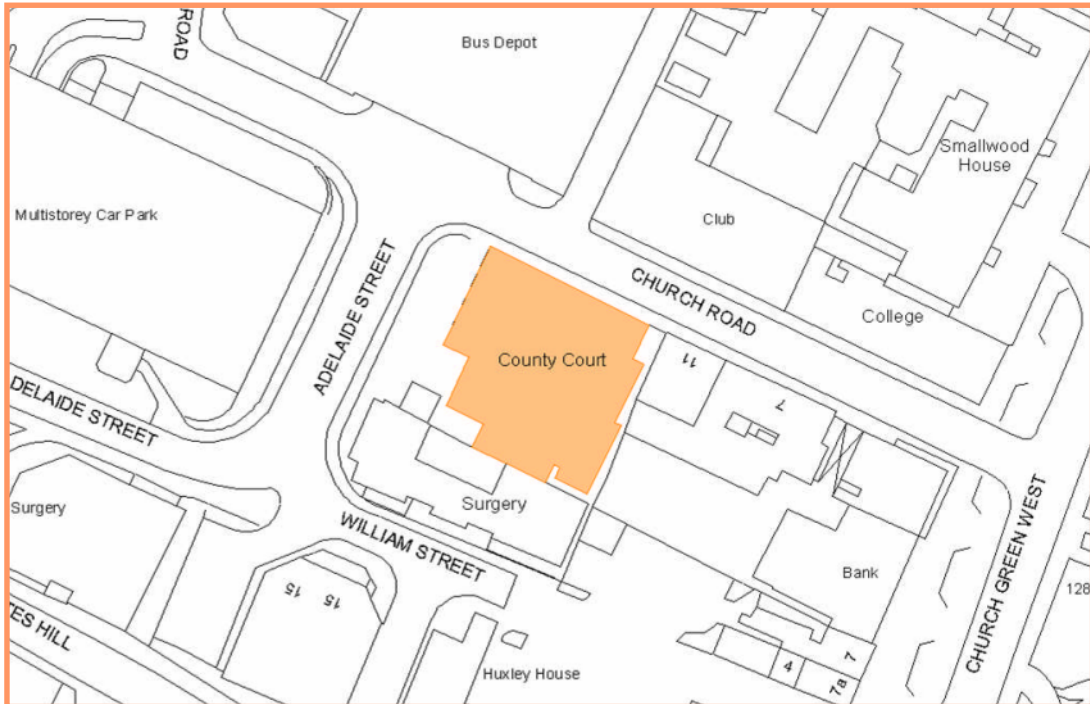 ROAD
Bus Depot
Smallwood
House
Multistorey Car Park
Club
ADELAIDE STREET
CHURCH ROAD
College
County Court
11
7
DELAIDE STREET
Surgery
Surgery
WILLIAM STREET
CHURCH GREEN WEST
Bank
128
15
15
TES HILL
Huxley House
7
4
7a